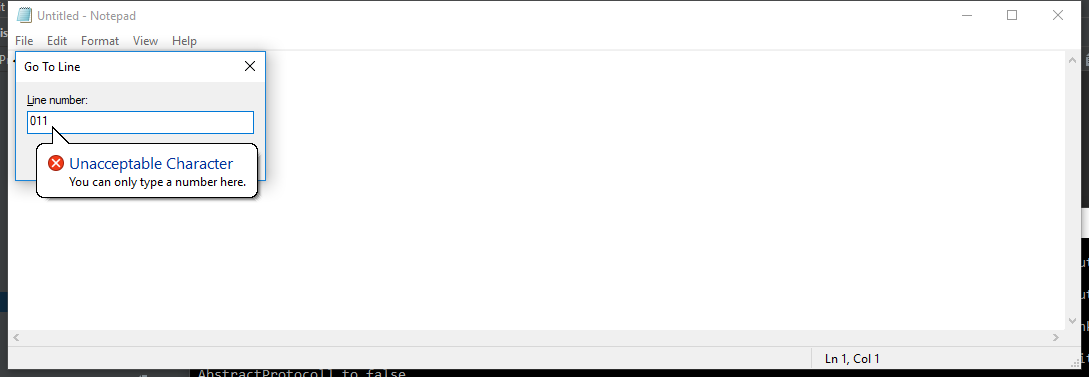 Untitled - Notepad
File Edit Format View Help
Go To Line
Line number:
011
Unacceptable Character
You can only type a number here.
Ln 1, Col 1
AbstractProtocol] to false